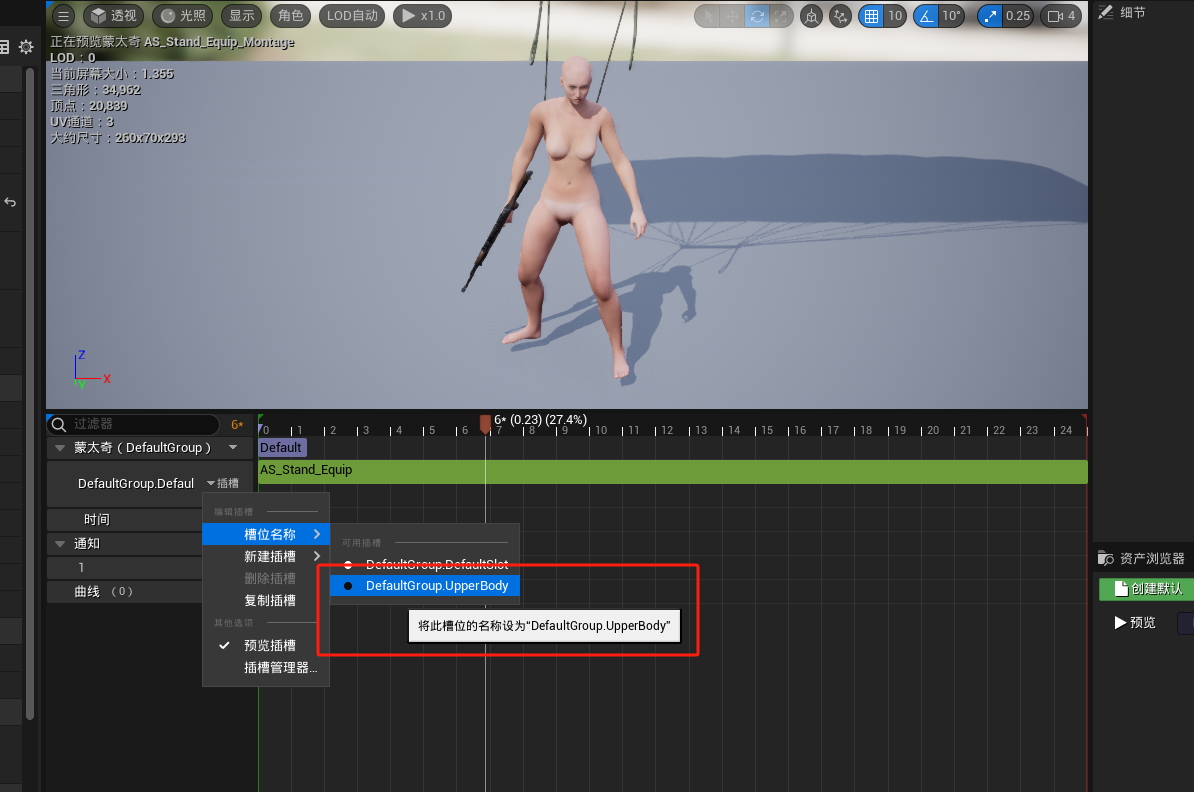 透视
光照
显示
角色
LOD自动
x1.0
10
10°
0.25
4
细节
正在预览蒙太奇 AS_Stand_Equip_Montage
LOD：0
当前屏幕大小：1.355
三角形：34,962
顶点：20,839
UV通道：3
大约尺寸：260x70x293
Z
X
Y
过滤器
6*
6* (0.23) (27.4%)
0 1 2 3 4 5 6 7 8 9 10 11 12 13 14 15 16 17 18 19 20 21 22 23 24
蒙太奇（DefaultGroup）
Default
AS_Stand_Equip
DefaultGroup.Defaul
插槽
时间
通知
1
曲线 （0）
编辑插槽
槽位名称
新建插槽
删除插槽
复制插槽
其他选项
预览插槽
插槽管理器...
可用插槽
DefaultGroup.DefaultSlot
DefaultGroup.UpperBody
将此槽位的名称设为“DefaultGroup.UpperBody”
资产浏览器
创建默认
预览